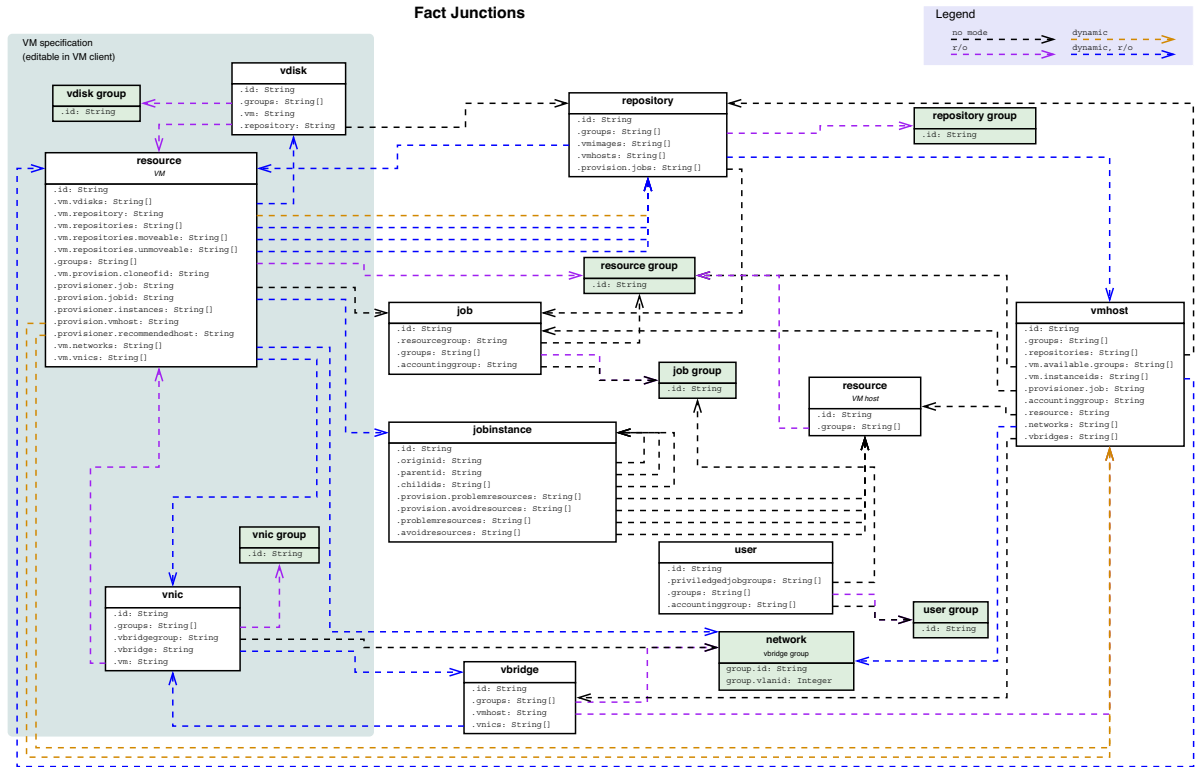 Fact Junctions
Legend
no mode
dynamic
r/o
dynamic, r/o
VM specification
(editable in VM client)
vdisk
.id: String
.groups: String[]
.vm: String
.repository: String
vdisk group
.id: String
repository
.id: String
.groups: String[]
.vmimages: String[]
.vmhosts: String[]
.provision.jobs: String[]
repository group
.id: String
resource
VM
.id: String
.vm.vdisks: String[]
.vm.repository: String
.vm.repositories: String[]
.vm.repositories.moveable: String[]
.vm.repositories.unmoveable: String[]
.groups: String[]
.vm.provision.cloneofid: String
.provisioner.job: String
.provision.jobid: String
.provisioner.instances: String[]
.provision.vmhost: String
.provisioner.recommendedhost: String
.vm.networks: String[]
.vm.vnics: String[]
resource group
.id: String
job
.id: String
.resourcegroup: String
.groups: String[]
.accountinggroup: String
vmhost
.id: String
.groups: String[]
.repositories: String[]
.vm.available.groups: String[]
.vm.instanceids: String[]
.provisioner.job: String
.accountinggroup: String
.resource: String
.networks: String[]
.vbridges: String[]
job group
.id: String
resource
VM host
.id: String
.groups: String[]
jobinstance
.id: String
.originid: String
.parentid: String
.childids: String[]
.provision.problemresources: String[]
.provision.avoidresources: String[]
.problemresources: String[]
.avoidresources: String[]
vnic group
.id: String
user
.id: String
.priviledgedjobgroups: String[]
.groups: String[]
.accountinggroup: String[]
vnic
.id: String
.groups: String[]
.vbridgegroup: String
.vbridge: String
.vm: String
user group
.id: String
network
vbridge group
group.id: String
group.vlanid: Integer
vbridge
.id: String
.groups: String[]
.vmhost: String
.vnics: String[]